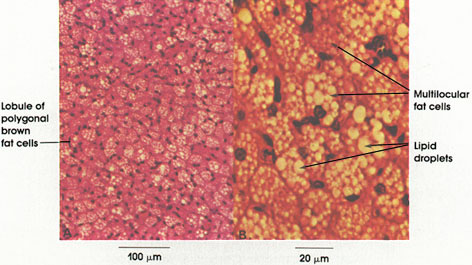 Lobule of
polygonal
brown
fat cells
Multilocular
fat cells
Lipid
droplets
A
B
100 µm
20 µm